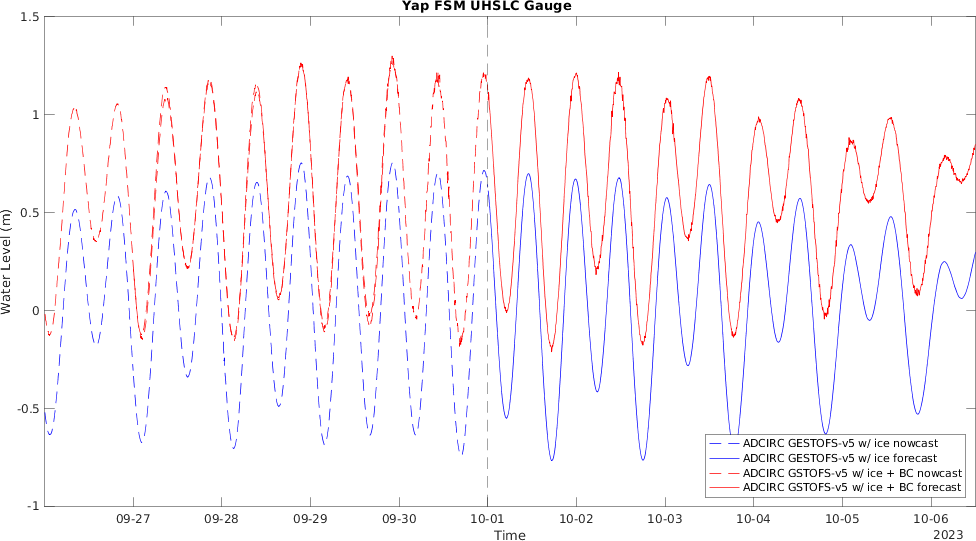 Yap FSM UHSLC Gauge
1.5
1
0.5
0
-0.5
-1
Water Level (m)
ADCIRC GESTOFS-v5 w/ ice nowcast
ADCIRC GESTOFS-v5 w/ ice forecast
ADCIRC GSTOFS-v5 w/ ice + BC nowcast
ADCIRC GSTOFS-v5 w/ ice + BC forecast
09-27 09-28 09-29 09-30 10-01 10-02 10-03 10-04 10-05 10-06
Time
2023